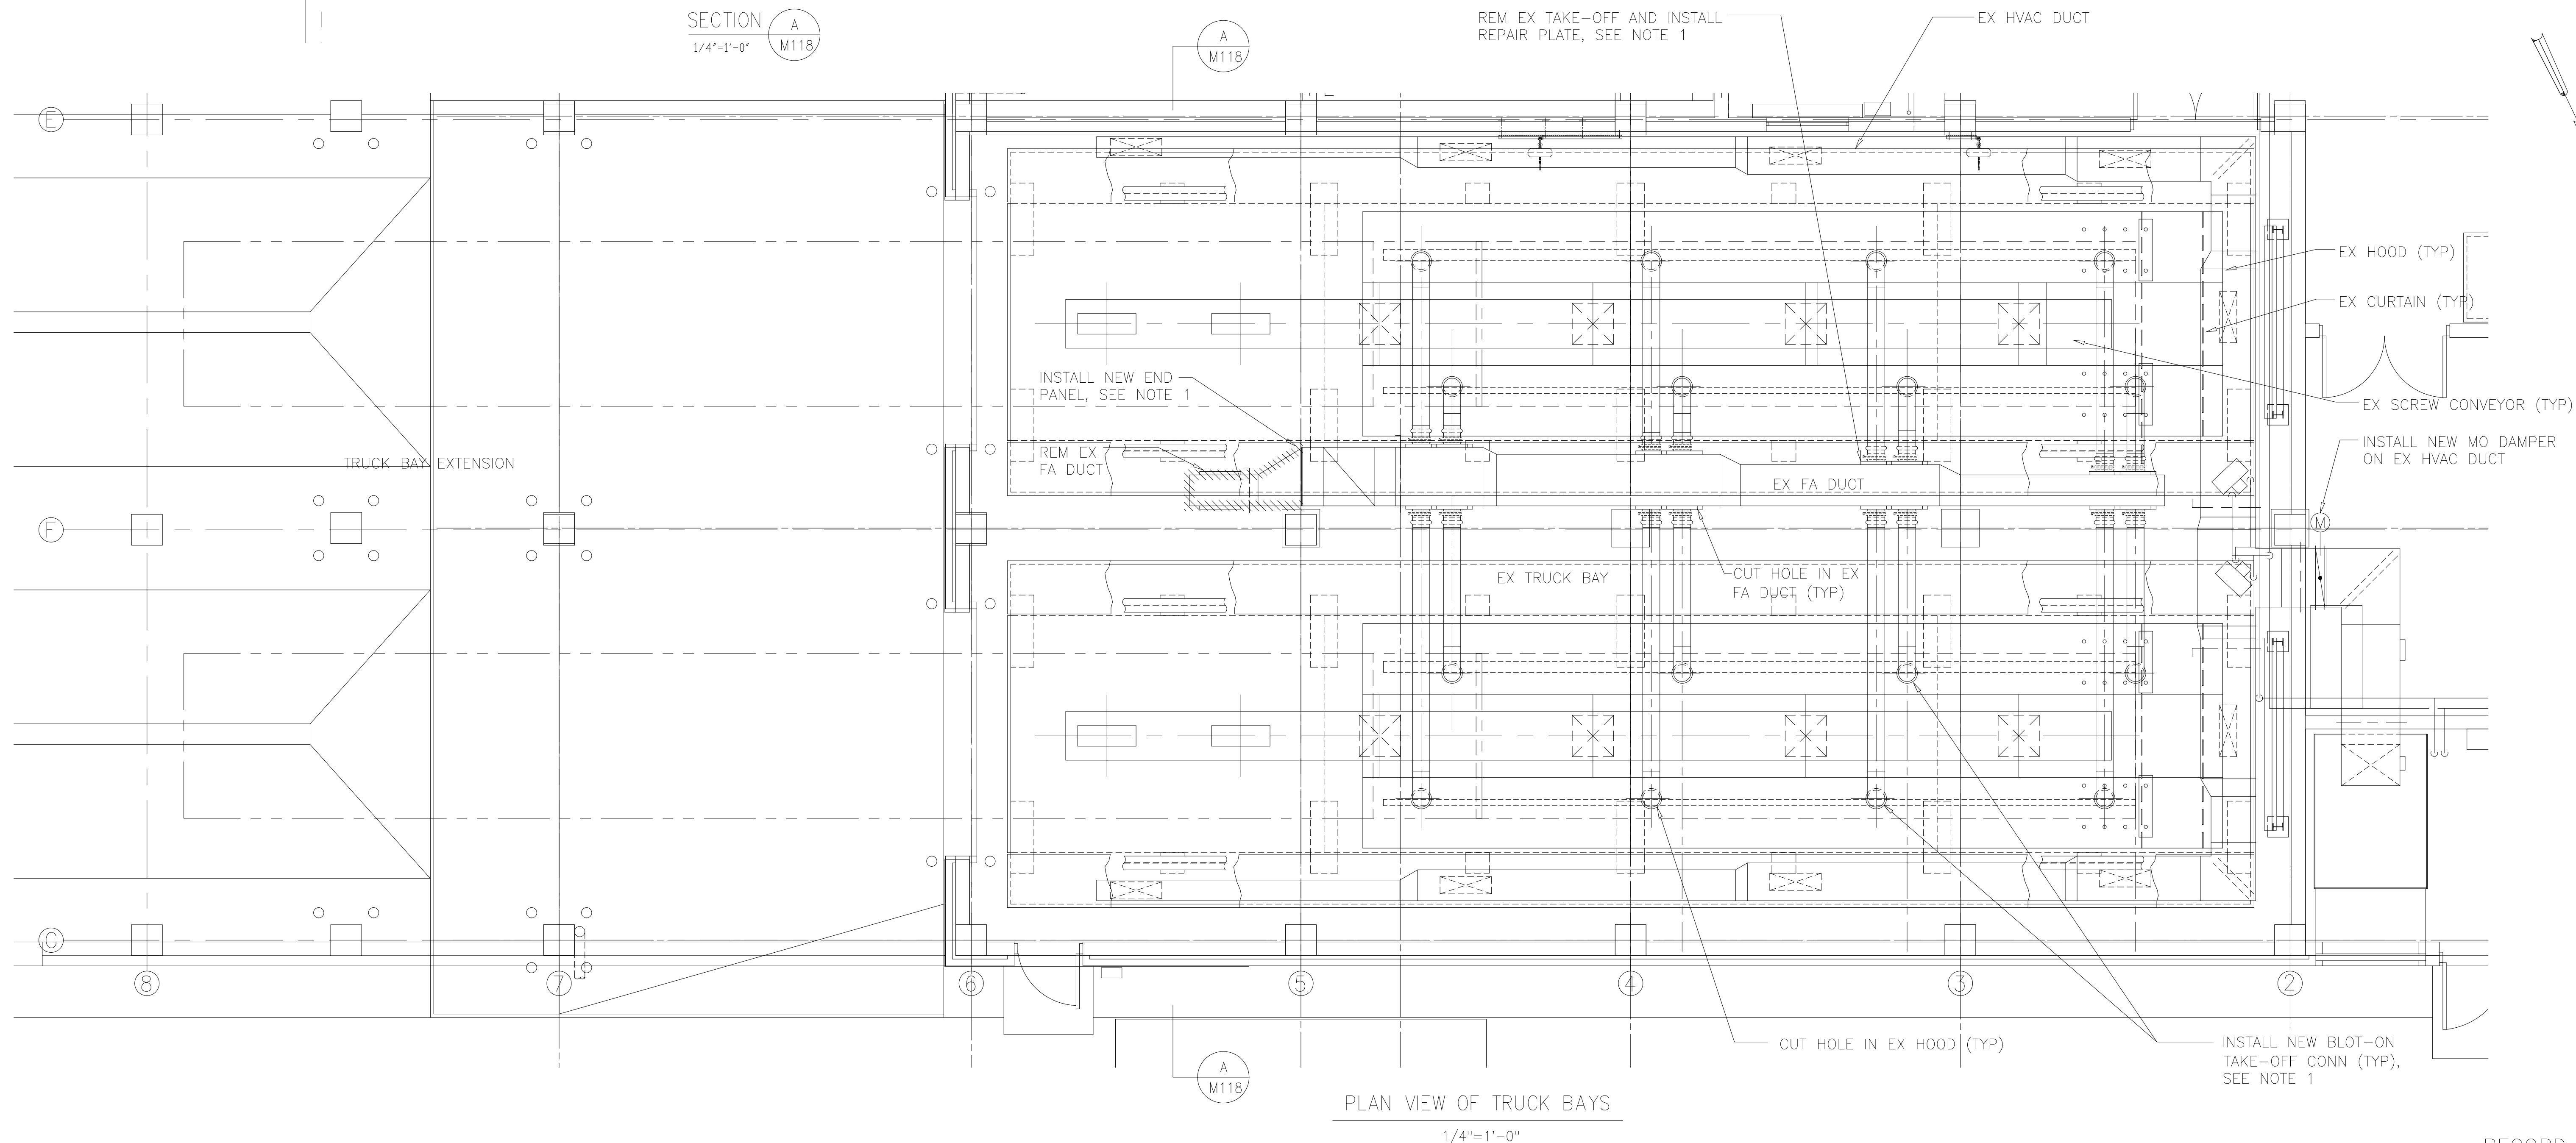 SECTION
1/4"=1'-0"
A
M118
A
M118
REM EX TAKE-OFF AND INSTALL
REPAIR PLATE, SEE NOTE 1
EX HVAC DUCT
E
EX HOOD (TYP)
EX CURTAIN (TYP)
INSTALL NEW END
PANEL, SEE NOTE 1
EX SCREW CONVEYOR (TYP)
INSTALL NEW MO DAMPER
ON EX HVAC DUCT
TRUCK BAY EXTENSION
REM EX
FA DUCT
EX FA DUCT
F
M
EX TRUCK BAY
CUT HOLE IN EX
FA DUCT (TYP)
C
8
7
6
5
4
3
2
CUT HOLE IN EX HOOD (TYP)
INSTALL NEW BLOT-ON
TAKE-OFF CONN (TYP),
SEE NOTE 1
A
M118
PLAN VIEW OF TRUCK BAYS
1/4"=1'-0"